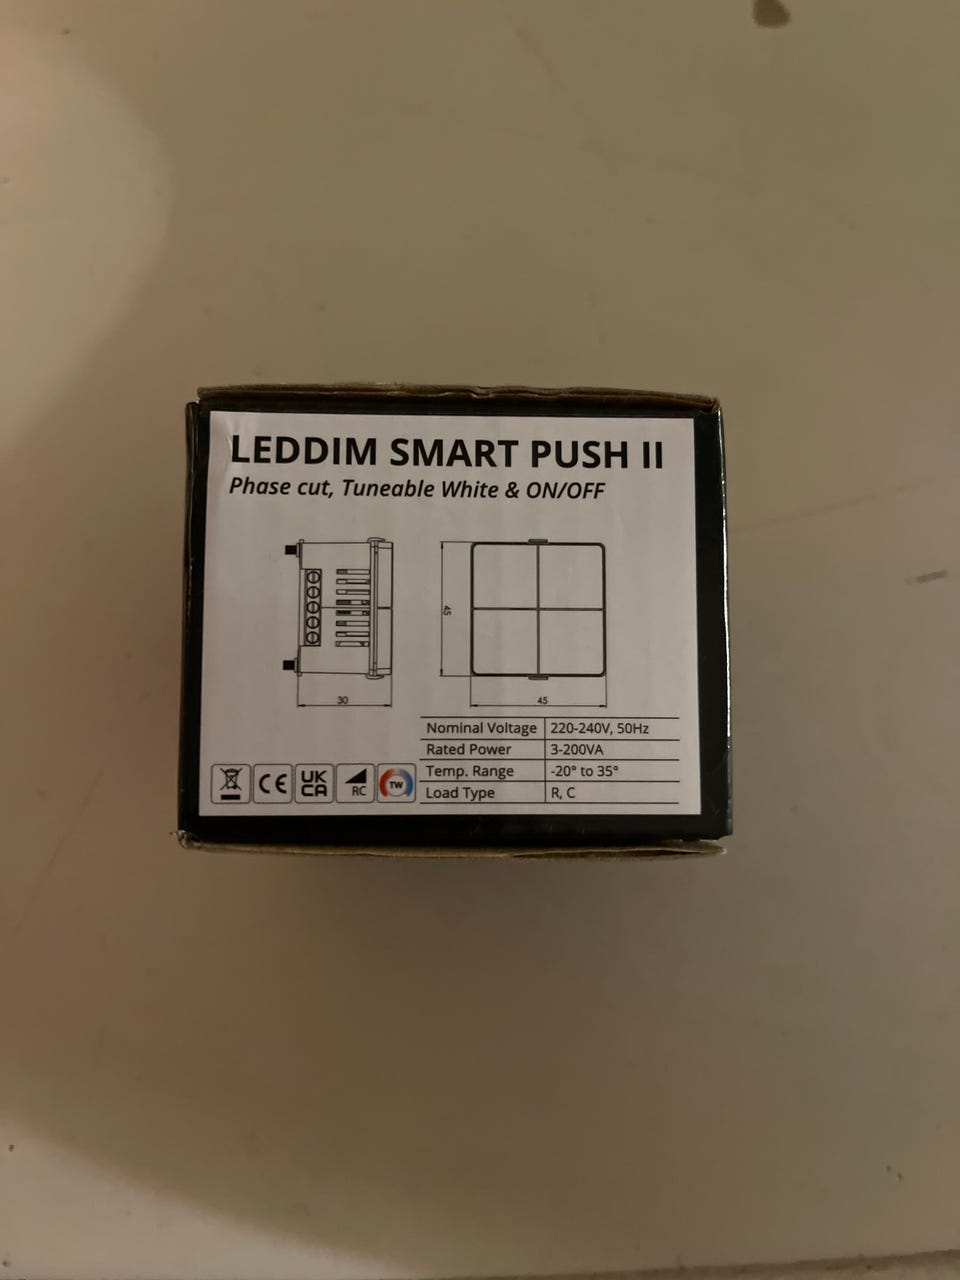 LEDDIM SMART PUSH II
Phase cut, Tuneable White & ON/OFF
45
30
45
Nominal Voltage 220-240V, 50Hz
Rated Power 3-200VA
Temp. Range -20° to 35°
Load Type R, C
CE
UK
CA
RC
TW